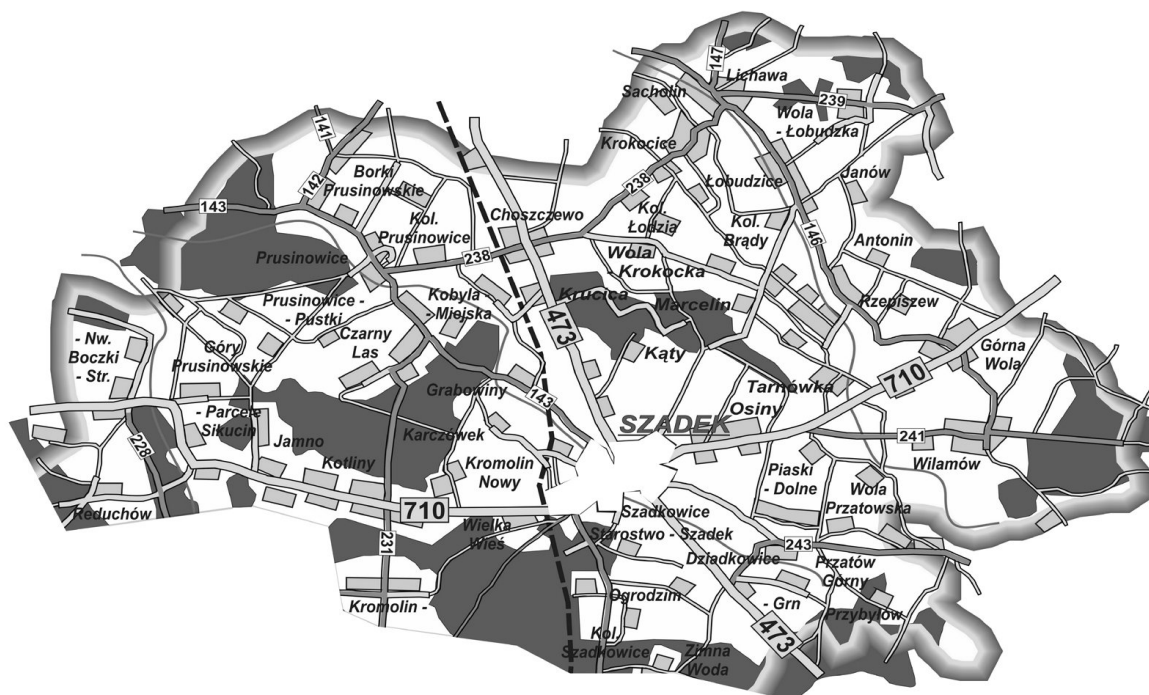 147
Lichawa
Sacholin
239
Wola
- Łobudzka
141
Krokocice
Borki
Prusinowskie
142
238
Łobudzice
Janów
143
Kol.
Prusinowice
Choszczewo
Kol.
Łodzia
Kol.
Brądy
146
Antonin
Prusinowice
238
Wola
- Krokocka
Kobyla -
- Miejska
Krucica
Marcelin
Rzepiszew
Prusinowice -
- Pustki
Czarny
Las
473
- Nw.
Boczki
- Str.
Góry
Prusinowskie
Kąty
Górna
Wola
710
Grabowiny
143
Tarnówka
Osiny
- Parcele
Sikucin
SZADEK
228
Jamno
Karczówek
241
Kotliny
Kromolin
Nowy
Wilamów
Piaski
- Dolne
Wola
Przatowska
Reduchów
710
Wielka
Wieś
Szadkowice
Starostwo - Szadek
231
Dziadkowice
243
Przatów
Górny
Kromolin -
Ogrodzim
- Grn
Przybylów
Kol.
Szadkowice
473
Zimna
Woda